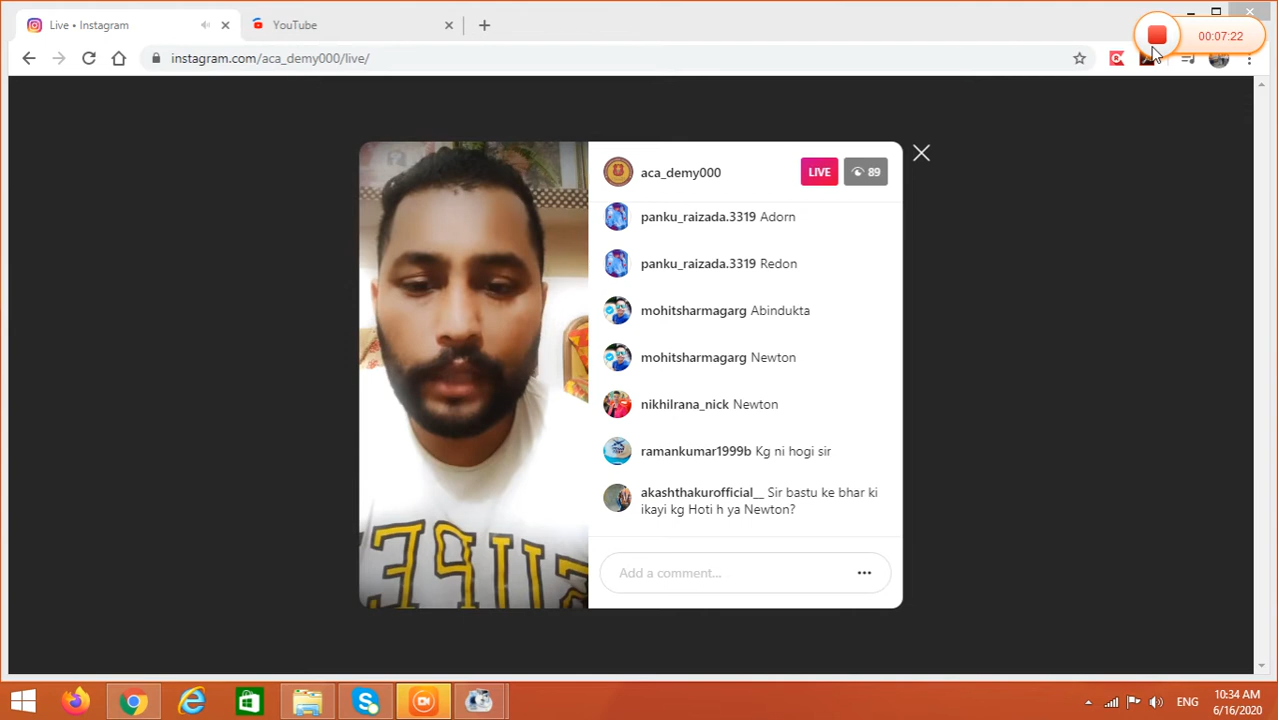 Live • Instagram
YouTube
00:07:22
instagram.com/aca_demy000/live/
aca_demy000
LIVE
89
panku_raizada.3319 Adorn
panku_raizada.3319 Redon
mohitsharmagarg Abindukta
mohitsharmagarg Newton
nikhilrana_nick Newton
ramankumar1999b Kg ni hogi sir
akashthakurofficial__ Sir bastu ke bhar ki
ikayi kg Hoti h ya Newton?
Add a comment...
ENG
10:34 AM
6/16/2020